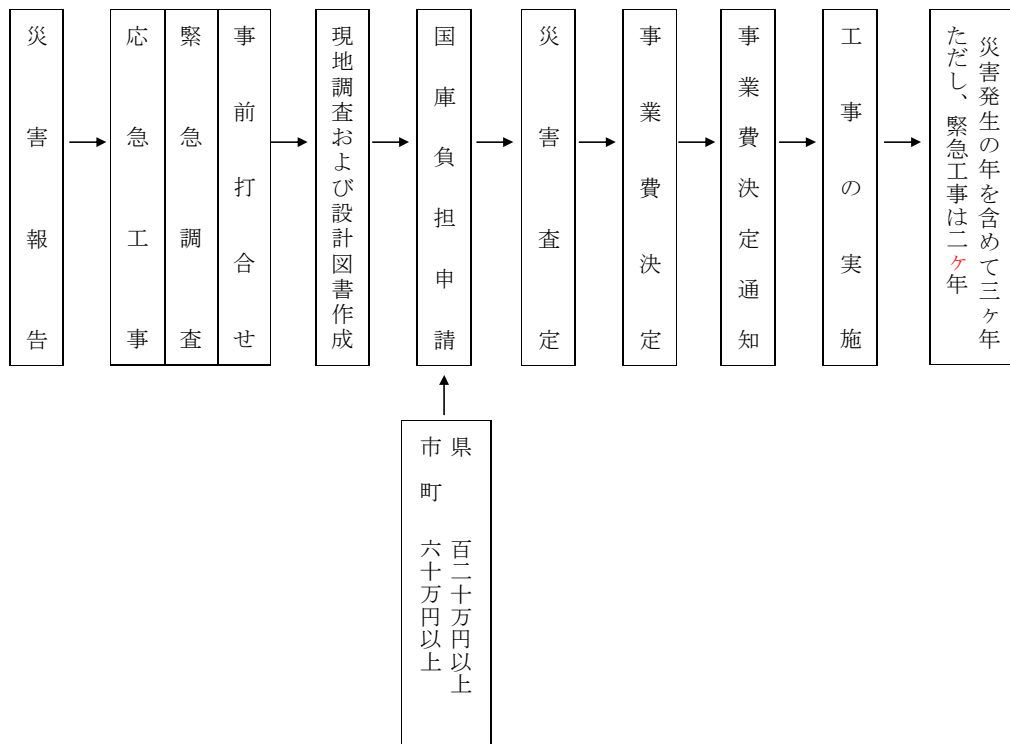 災害報告
応急工事
緊急調査
事前打合せ
現地調査および設計図書作成
国庫負担申請
災害査定
事業費決定
事業費決定通知
工事の実施
災害発生の年を含めて三ヶ年
ただし、緊急工事は二ヶ年
県　百二十万円以上
市町　六十万円以上